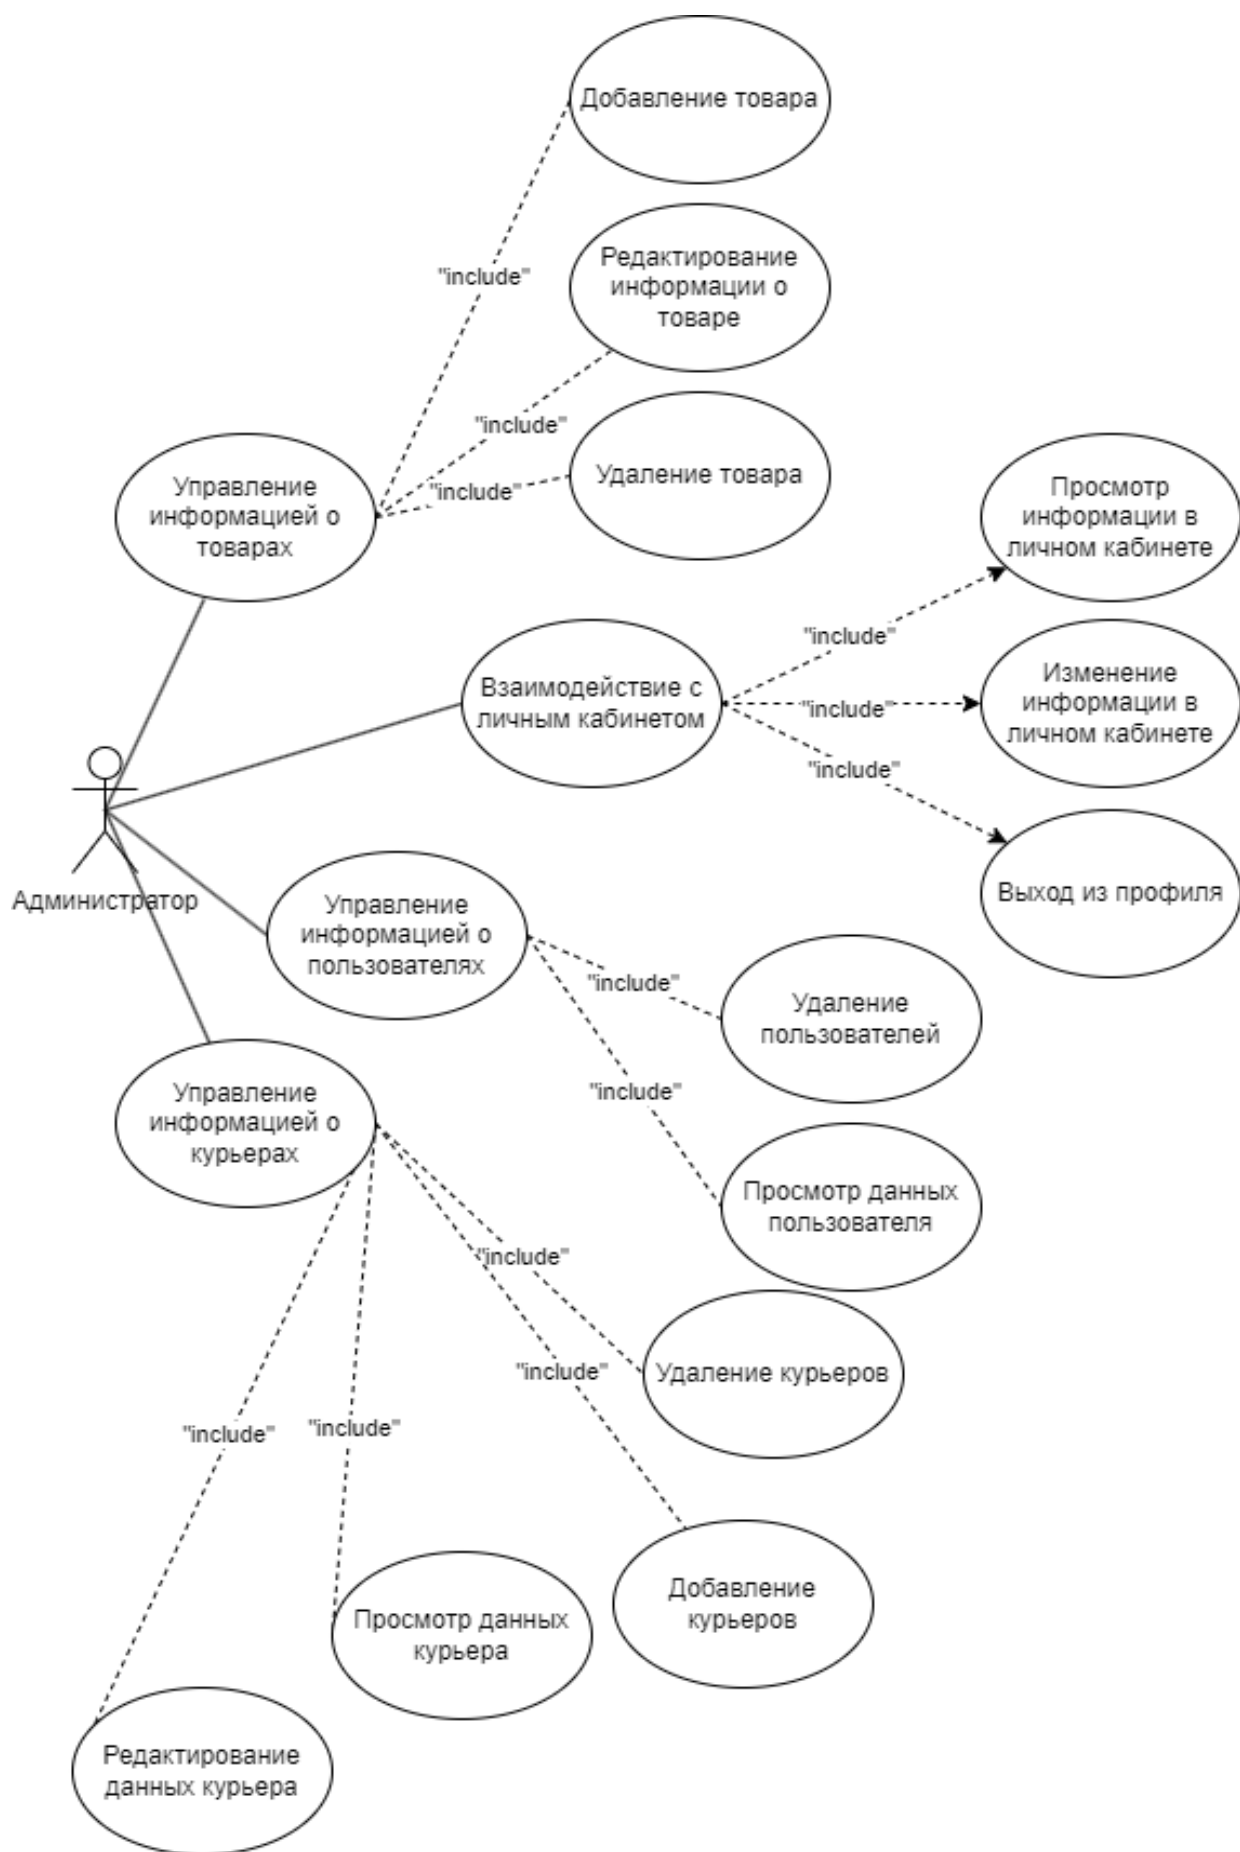 Добавление товара
"include"
Редактирование
информации о
товаре
"include"
Удаление товара
"include"
Управление
информацией о
товарах
Просмотр
информации в
личном кабинете
"include"
Взаимодействие с
личным кабинетом
"include"
Изменение
информации в
личном кабинете
"include"
Выход из профиля
Администратор
Управление
информацией о
пользователях
"include"
Удаление
пользователей
"include"
Просмотр данных
пользователя
Управление
информацией о
курьерах
"include"
Удаление курьеров
"include"
"include"
"include"
Добавление
курьеров
Просмотр данных
курьера
Редактирование
данных курьера